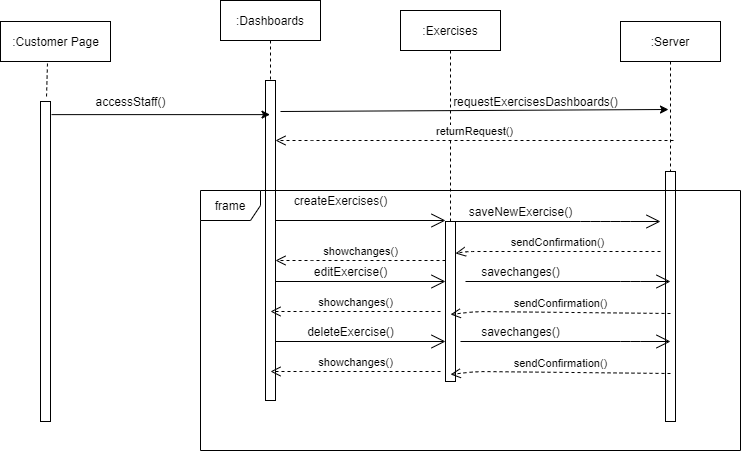 :Customer Page
:Dashboards
:Exercises
:Server
accessStaff()
requestExercisesDashboards()
returnRequest()
frame
createExercises()
saveNewExercise()
sendConfirmation()
showchanges()
editExercise()
savechanges()
showchanges()
sendConfirmation()
deleteExercise()
savechanges()
showchanges()
sendConfirmation()